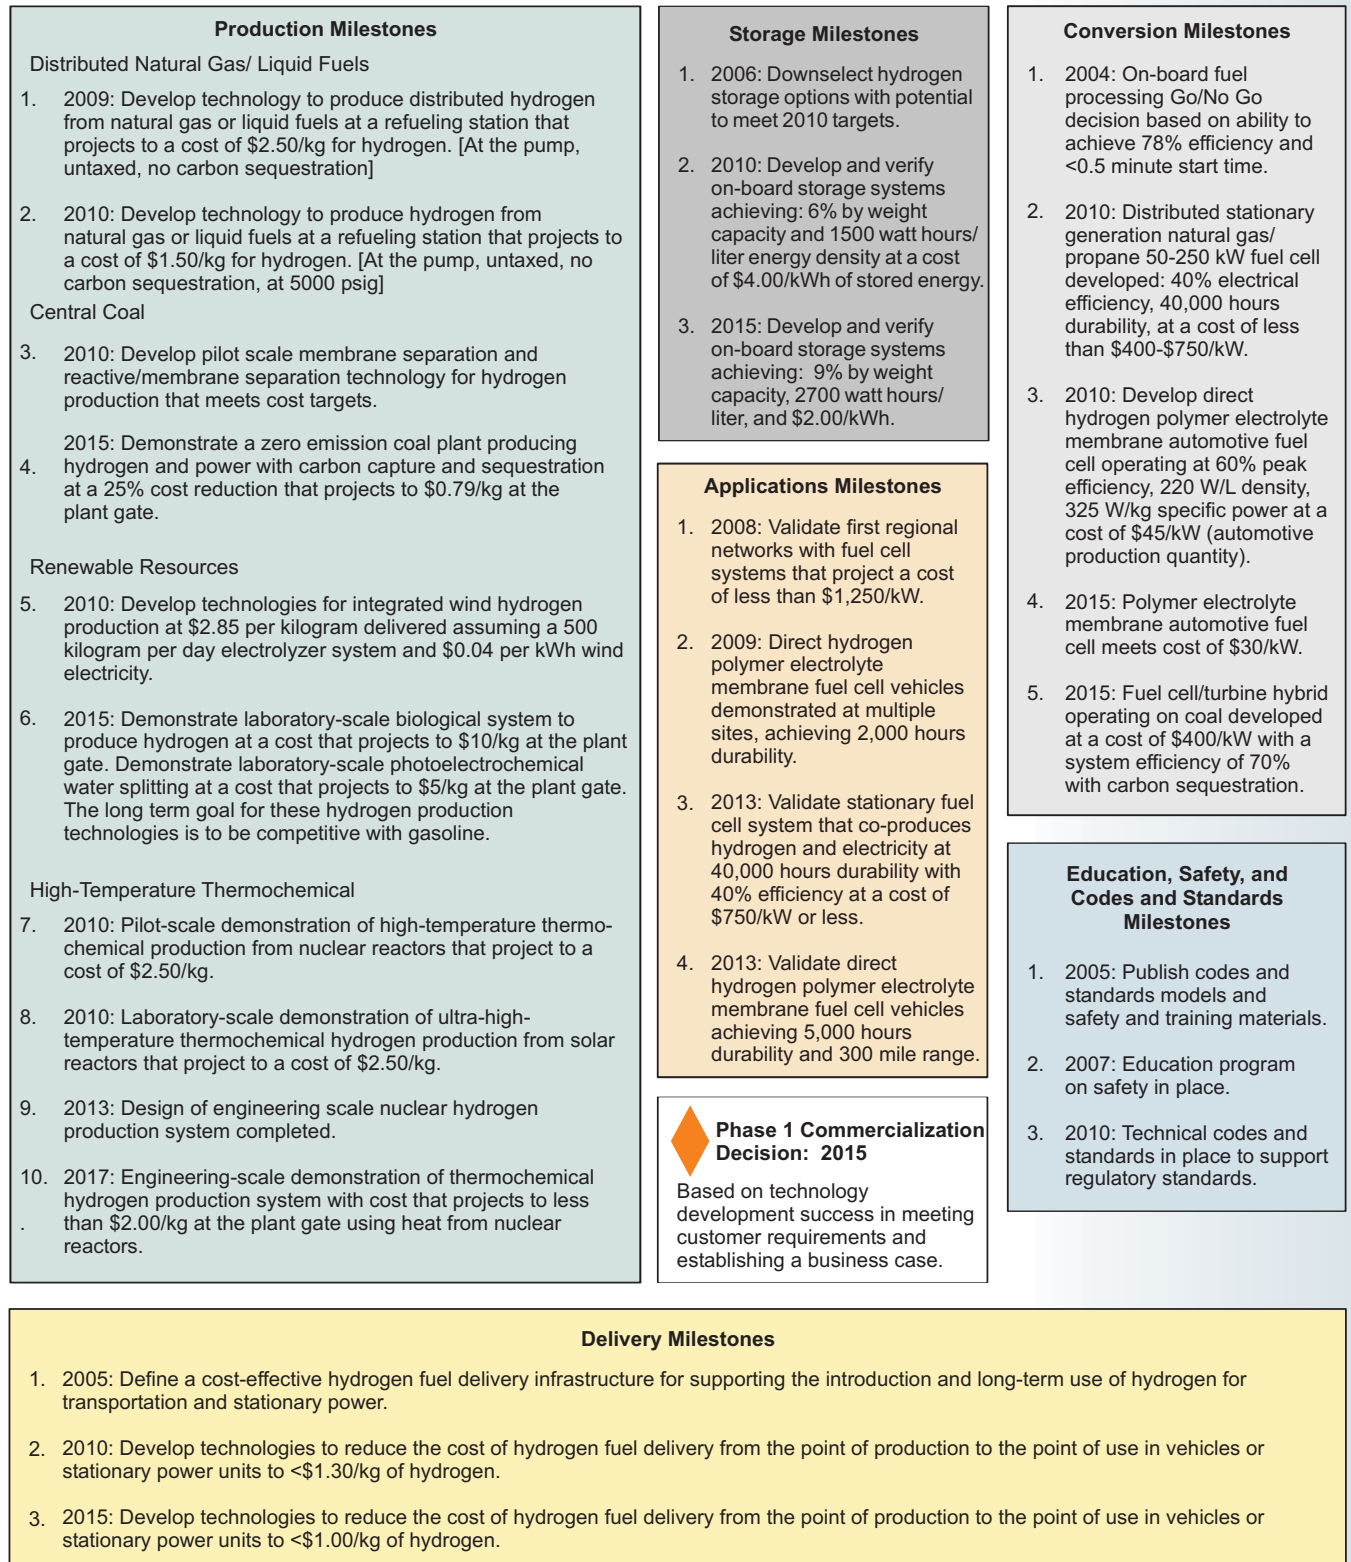 Production Milestones
Distributed Natural Gas/ Liquid Fuels
1. 2009: Develop technology to produce distributed hydrogen
from natural gas or liquid fuels at a refueling station that
projects to a cost of $2.50/kg for hydrogen. [At the pump,
untaxed, no carbon sequestration]
2. 2010: Develop technology to produce hydrogen from
natural gas or liquid fuels at a refueling station that projects to
a cost of $1.50/kg for hydrogen. [At the pump, untaxed, no
carbon sequestration, at 5000 psig]
Central Coal
3. 2010: Develop pilot scale membrane separation and
reactive/membrane separation technology for hydrogen
production that meets cost targets.
2015: Demonstrate a zero emission coal plant producing
4. hydrogen and power with carbon capture and sequestration
at a 25% cost reduction that projects to $0.79/kg at the
plant gate.
Renewable Resources
5. 2010: Develop technologies for integrated wind hydrogen
production at $2.85 per kilogram delivered assuming a 500
kilogram per day electrolyzer system and $0.04 per kWh wind
electricity.
6. 2015: Demonstrate laboratory-scale biological system to
produce hydrogen at a cost that projects to $10/kg at the plant
gate. Demonstrate laboratory-scale photoelectrochemical
water splitting at a cost that projects to $5/kg at the plant gate.
The long term goal for these hydrogen production
technologies is to be competitive with gasoline.
High-Temperature Thermochemical
7. 2010: Pilot-scale demonstration of high-temperature thermo-
chemical production from nuclear reactors that project to a
cost of $2.50/kg.
8. 2010: Laboratory-scale demonstration of ultra-high-
temperature thermochemical hydrogen production from solar
reactors that project to a cost of $2.50/kg.
9. 2013: Design of engineering scale nuclear hydrogen
production system completed.
10. 2017: Engineering-scale demonstration of thermochemical
hydrogen production system with cost that projects to less
. than $2.00/kg at the plant gate using heat from nuclear
reactors.
Storage Milestones
1. 2006: Downselect hydrogen
storage options with potential
to meet 2010 targets.
2. 2010: Develop and verify
on-board storage systems
achieving: 6% by weight
capacity and 1500 watt hours/
liter energy density at a cost
of $4.00/kWh of stored energy.
3. 2015: Develop and verify
on-board storage systems
achieving: 9% by weight
capacity, 2700 watt hours/
liter, and $2.00/kWh.
Applications Milestones
1. 2008: Validate first regional
networks with fuel cell
systems that project a cost
of less than $1,250/kW.
2. 2009: Direct hydrogen
polymer electrolyte
membrane fuel cell vehicles
demonstrated at multiple
sites, achieving 2,000 hours
durability.
3. 2013: Validate stationary fuel
cell system that co-produces
hydrogen and electricity at
40,000 hours durability with
40% efficiency at a cost of
$750/kW or less.
4. 2013: Validate direct
hydrogen polymer electrolyte
membrane fuel cell vehicles
achieving 5,000 hours
durability and 300 mile range.
Phase 1 Commercialization
Decision: 2015
Based on technology
development success in meeting
customer requirements and
establishing a business case.
Conversion Milestones
1. 2004: On-board fuel
processing Go/No Go
decision based on ability to
achieve 78% efficiency and
<0.5 minute start time.
2. 2010: Distributed stationary
generation natural gas/
propane 50-250 kW fuel cell
developed: 40% electrical
efficiency, 40,000 hours
durability, at a cost of less
than $400-$750/kW.
3. 2010: Develop direct
hydrogen polymer electrolyte
membrane automotive fuel
cell operating at 60% peak
efficiency, 220 W/L density,
325 W/kg specific power at a
cost of $45/kW (automotive
production quantity).
4. 2015: Polymer electrolyte
membrane automotive fuel
cell meets cost of $30/kW.
5. 2015: Fuel cell/turbine hybrid
operating on coal developed
at a cost of $400/kW with a
system efficiency of 70%
with carbon sequestration.
Education, Safety, and
Codes and Standards
Milestones
1. 2005: Publish codes and
standards models and
safety and training materials.
2. 2007: Education program
on safety in place.
3. 2010: Technical codes and
standards in place to support
regulatory standards.
Delivery Milestones
1. 2005: Define a cost-effective hydrogen fuel delivery infrastructure for supporting the introduction and long-term use of hydrogen for
transportation and stationary power.
2. 2010: Develop technologies to reduce the cost of hydrogen fuel delivery from the point of production to the point of use in vehicles or
stationary power units to <$1.30/kg of hydrogen.
3. 2015: Develop technologies to reduce the cost of hydrogen fuel delivery from the point of production to the point of use in vehicles or
stationary power units to <$1.00/kg of hydrogen.